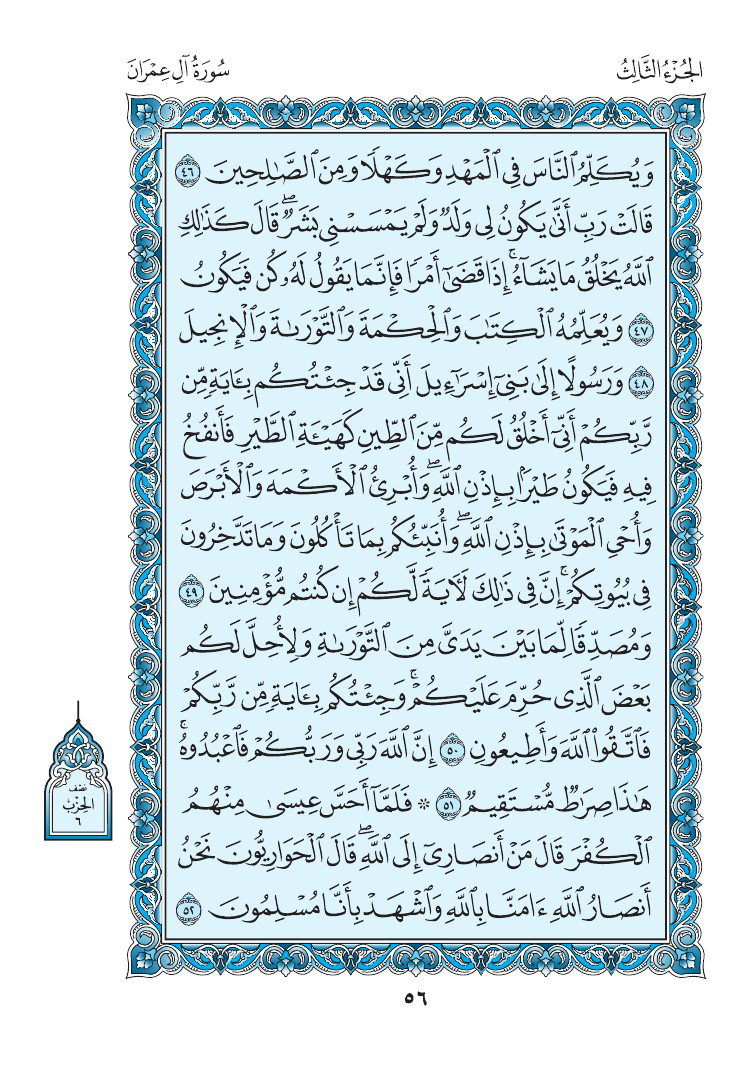 الجُزْءُ الثَّالِثُ
سُورَةُ آلِ عِمْرَانَ
وَيُكَلِّمُ ٱلنَّاسَ فِي ٱلْمَهْدِ وَكَهْلًا وَمِنَ ٱلصَّٰلِحِينَ ٤٦
قَالَتْ رَبِّ أَنَّىٰ يَكُونُ لِي وَلَدٌ وَلَمْ يَمْسَسْنِي بَشَرٌۖ قَالَ كَذَٰلِكِ
ٱللَّهُ يَخْلُقُ مَا يَشَآءُۚ إِذَا قَضَىٰٓ أَمْرًا فَإِنَّمَا يَقُولُ لَهُۥ كُن فَيَكُونُ
٤٧ وَيُعَلِّمُهُ ٱلْكِتَٰبَ وَٱلْحِكْمَةَ وَٱلتَّوْرَىٰةَ وَٱلْإِنجِيلَ
٤٨ وَرَسُولًا إِلَىٰ بَنِيٓ إِسْرَٰٓءِيلَ أَنِّي قَدْ جِئْتُكُم بِـَٔايَةٍ مِّن
رَّبِّكُمْ أَنِّيٓ أَخْلُقُ لَكُم مِّنَ ٱلطِّينِ كَهَيْـَٔةِ ٱلطَّيْرِ فَأَنفُخُ
فِيهِ فَيَكُونُ طَيْرًۢا بِإِذْنِ ٱللَّهِۖ وَأُبْرِئُ ٱلْأَكْمَهَ وَٱلْأَبْرَصَ
وَأُحْيِ ٱلْمَوْتَىٰ بِإِذْنِ ٱللَّهِۖ وَأُنَبِّئُكُم بِمَا تَأْكُلُونَ وَمَا تَدَّخِرُونَ
فِي بُيُوتِكُمْۚ إِنَّ فِي ذَٰلِكَ لَأٓيَةً لَّكُمْ إِن كُنتُم مُّؤْمِنِينَ ٤٩
وَمُصَدِّقًا لِّمَا بَيْنَ يَدَيَّ مِنَ ٱلتَّوْرَىٰةِ وَلِأُحِلَّ لَكُم
بَعْضَ ٱلَّذِي حُرِّمَ عَلَيْكُمْۚ وَجِئْتُكُم بِـَٔايَةٍ مِّن رَّبِّكُمْ
فَٱتَّقُوا۟ ٱللَّهَ وَأَطِيعُونِ ٥٠ إِنَّ ٱللَّهَ رَبِّي وَرَبُّكُمْ فَٱعْبُدُوهُۚ
هَٰذَا صِرَٰطٌ مُّسْتَقِيمٌ ٥١ ۞ فَلَمَّآ أَحَسَّ عِيسَىٰ مِنْهُمُ
ٱلْكُفْرَ قَالَ مَنْ أَنصَارِيٓ إِلَى ٱللَّهِۖ قَالَ ٱلْحَوَارِيُّونَ نَحْنُ
أَنصَارُ ٱللَّهِ ءَامَنَّا بِٱللَّهِ وَٱشْهَدْ بِأَنَّا مُسْلِمُونَ ٥٢
نصف
الحزب
٦
٥٦